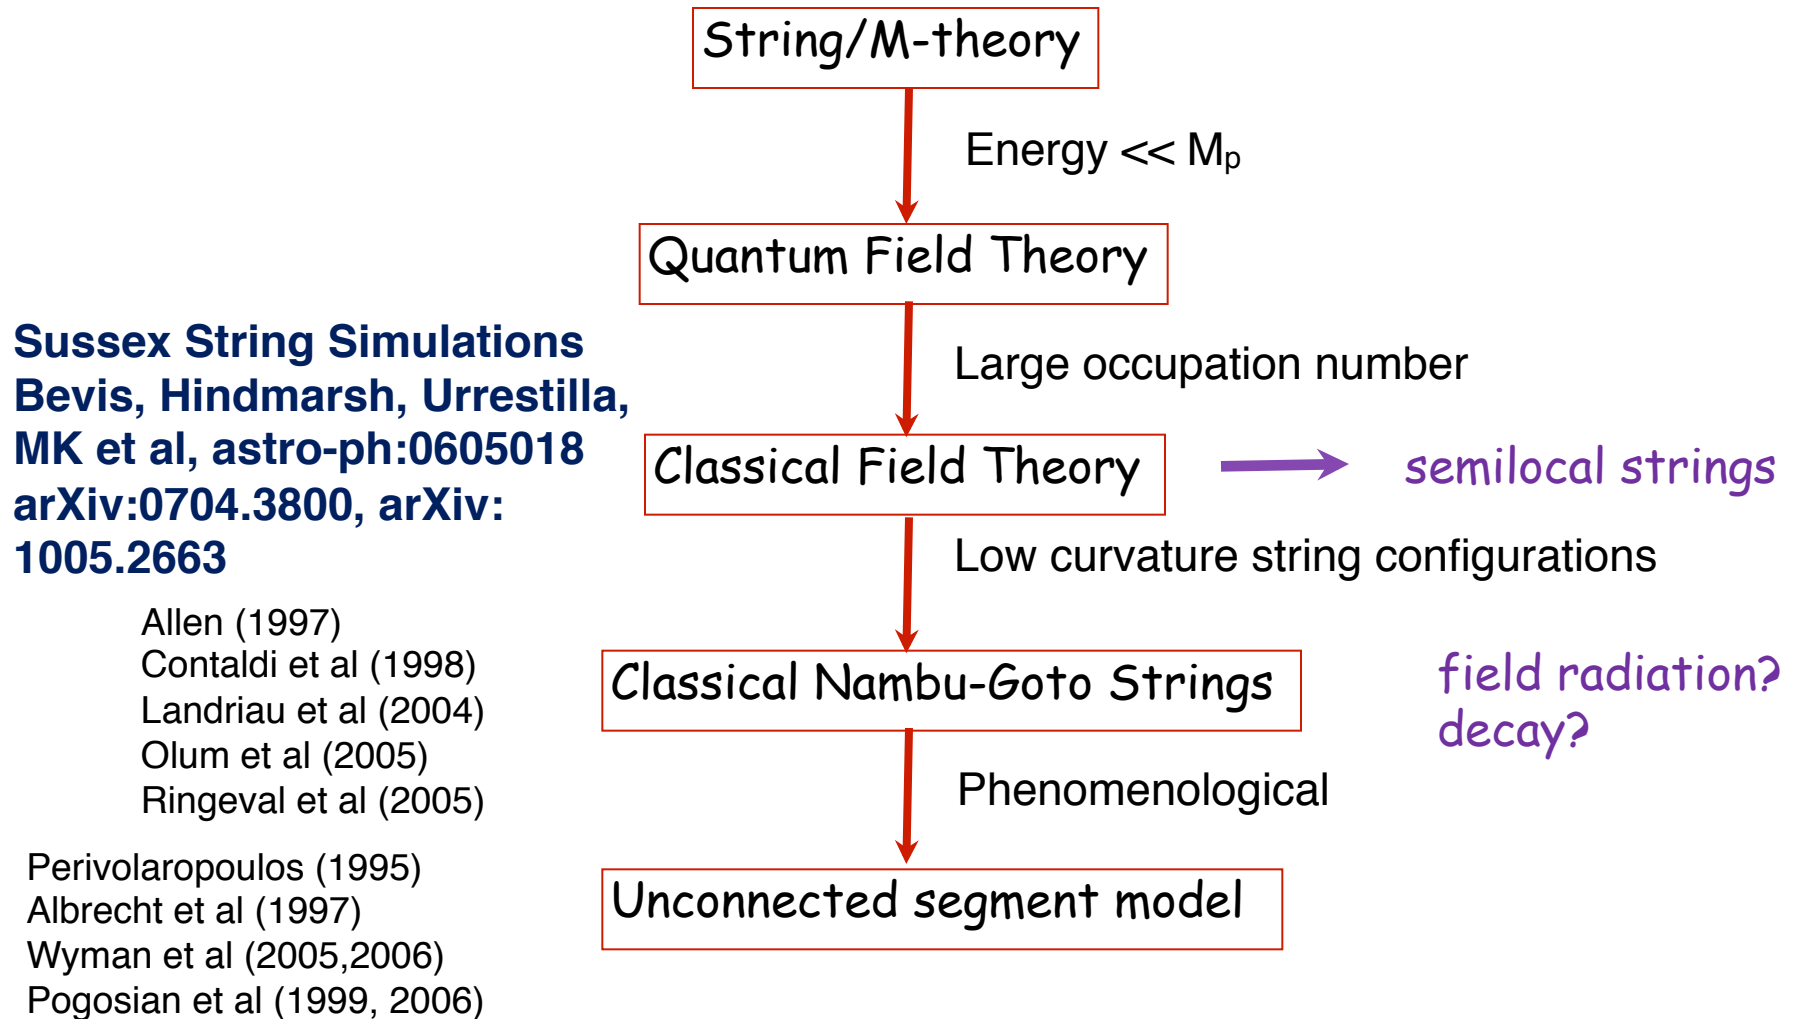 String/M-theory
Energy << Mp
Quantum Field Theory
Sussex String Simulations
Bevis, Hindmarsh, Urrestilla,
MK et al, astro-ph:0605018
arXiv:0704.3800, arXiv:
1005.2663
Large occupation number
Classical Field Theory
semilocal strings
Low curvature string configurations
Allen (1997)
Contaldi et al (1998)
Landriau et al (2004)
Olum et al (2005)
Ringeval et al (2005)
Classical Nambu-Goto Strings
field radiation?
decay?
Phenomenological
Perivolaropoulos (1995)
Albrecht et al (1997)
Wyman et al (2005,2006)
Pogosian et al (1999, 2006)
Unconnected segment model